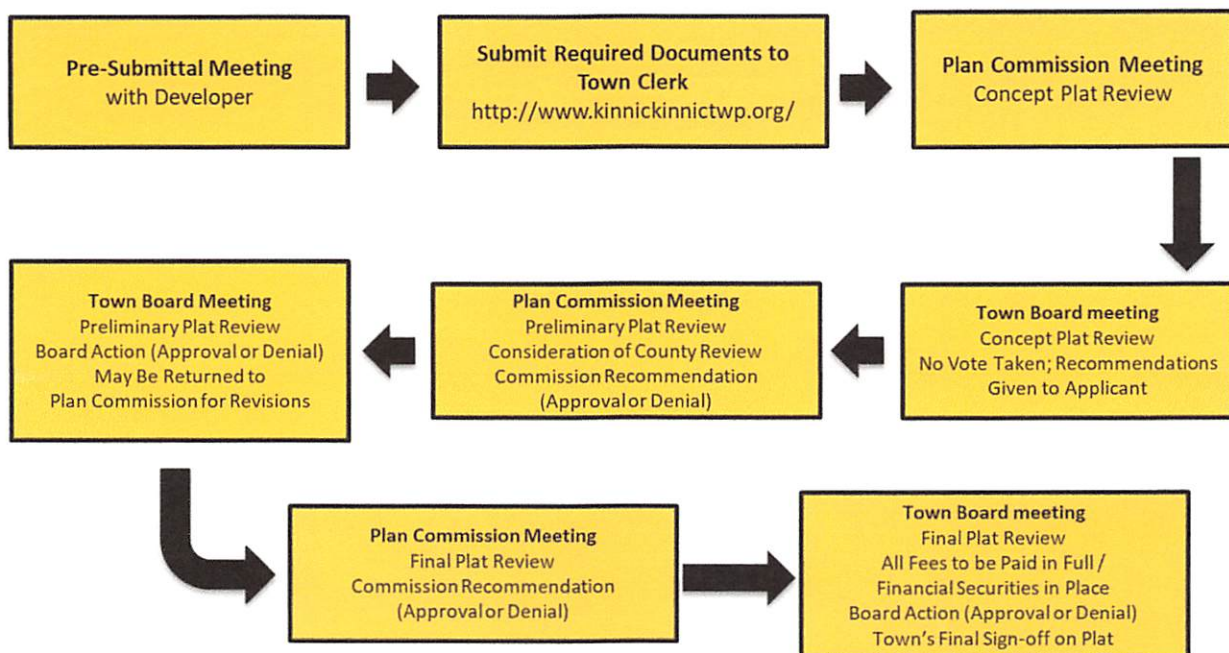 Pre-Submittal Meeting
with Developer
Submit Required Documents to
Town Clerk
http://www.kinnickinnictwp.org/
Plan Commission Meeting
Concept Plat Review
Town Board meeting
Concept Plat Review
No Vote Taken; Recommendations
Given to Applicant
Plan Commission Meeting
Preliminary Plat Review
Consideration of County Review
Commission Recommendation
(Approval or Denial)
Town Board Meeting
Preliminary Plat Review
Board Action (Approval or Denial)
May Be Returned to
Plan Commission for Revisions
Plan Commission Meeting
Final Plat Review
Commission Recommendation
(Approval or Denial)
Town Board meeting
Final Plat Review
All Fees to be Paid in Full /
Financial Securities in Place
Board Action (Approval or Denial)
Town's Final Sign-off on Plat